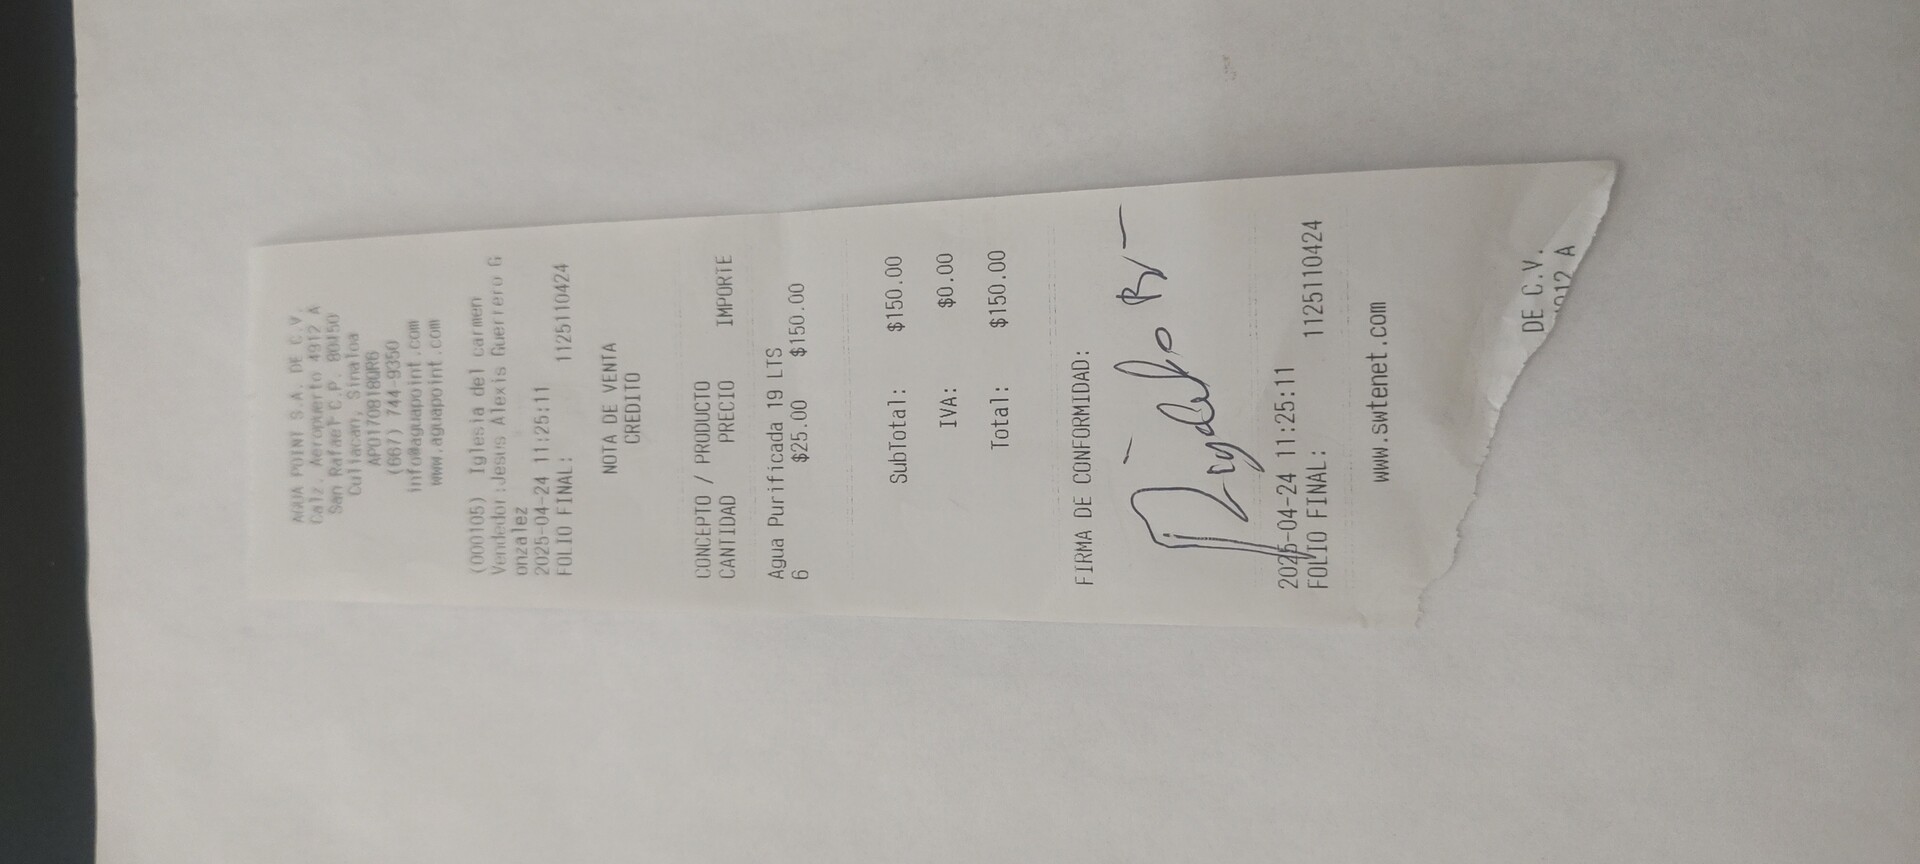 AQUA POINT S.A. DE C.V.
Calz. Aeropuerto 4912 A
San Rafael C.P. 80150
Culiacan, Sinaloa
APO170818QR6
(667) 744-9350
info@aguapoint.com
www.aguapoint.com
(000105) Iglesia del carmen
Vendedor:Jesus Alexis Guerrero G
onzalez
2025-04-24 11:25:11
FOLIO FINAL: 1125110424
NOTA DE VENTA
CREDITO
CONCEPTO / PRODUCTO
CANTIDAD / PRECIO IMPORTE
Agua Purificada 19 LTS
6 $25.00 $150.00
SubTotal: $150.00
IVA: $0.00
Total: $150.00
FIRMA DE CONFORMIDAD:
2025-04-24 11:25:11
FOLIO FINAL: 1125110424
www.swtenet.com
DE C.V.
912 A